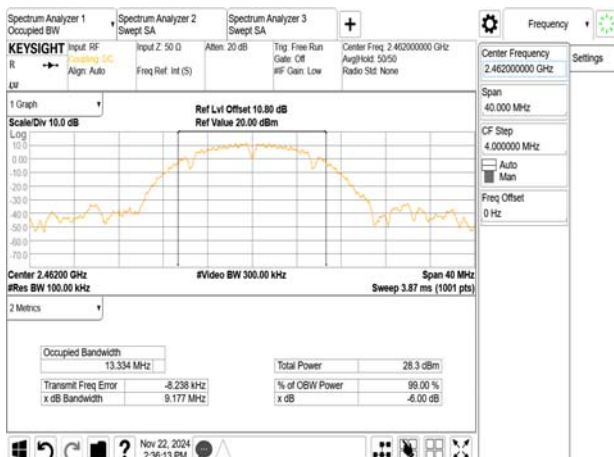 Spectrum Analyzer 1
Occupied BW
Spectrum Analyzer 2
Swept SA
Spectrum Analyzer 3
Swept SA
Frequency
KEYSIGHT
R
LXI
Input: RF
Coupling: DC
Align: Auto
Input Z: 50 Ω
Freq Ref: Int (S)
Atten: 20 dB
Trig: Free Run
Gate: Off
#IF Gain: Low
Center Freq: 2.462000000 GHz
Avg|Hold: 50/50
Radio Std: None
Center Frequency
2.462000000 GHz
Settings
Span
40.000 MHz
CF Step
4.000000 MHz
Auto
Man
Freq Offset
0 Hz
1 Graph
Scale/Div 10.0 dB
Ref Lvl Offset 10.80 dB
Ref Value 20.00 dBm
Log
10.0
0.00
-10.0
-20.0
-30.0
-40.0
-50.0
-60.0
-70.0
Center 2.46200 GHz
#Res BW 100.00 kHz
#Video BW 300.00 kHz
Span 40 MHz
Sweep 3.87 ms (1001 pts)
2 Metrics
Occupied Bandwidth
13.334 MHz
Transmit Freq Error -8.238 kHz
x dB Bandwidth 9.177 MHz
Total Power 28.3 dBm
% of OBW Power 99.00 %
x dB -6.00 dB
Nov 22, 2024
2:36:13 PM